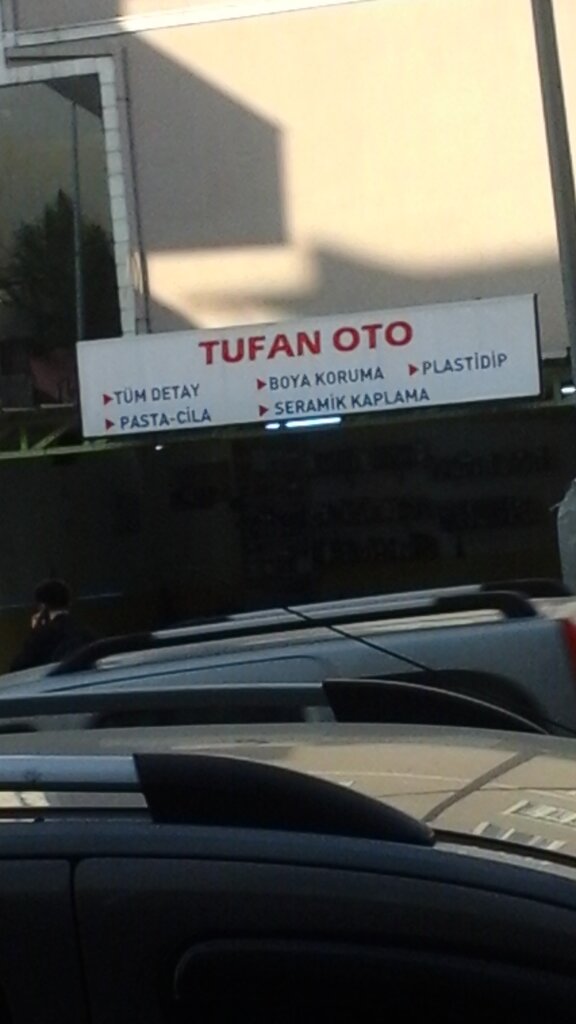 TUFAN OTO
▶TÜM DETAY ▶BOYA KORUMA ▶PLASTİDİP
▶PASTA-CİLA ▶SERAMİK KAPLAMA